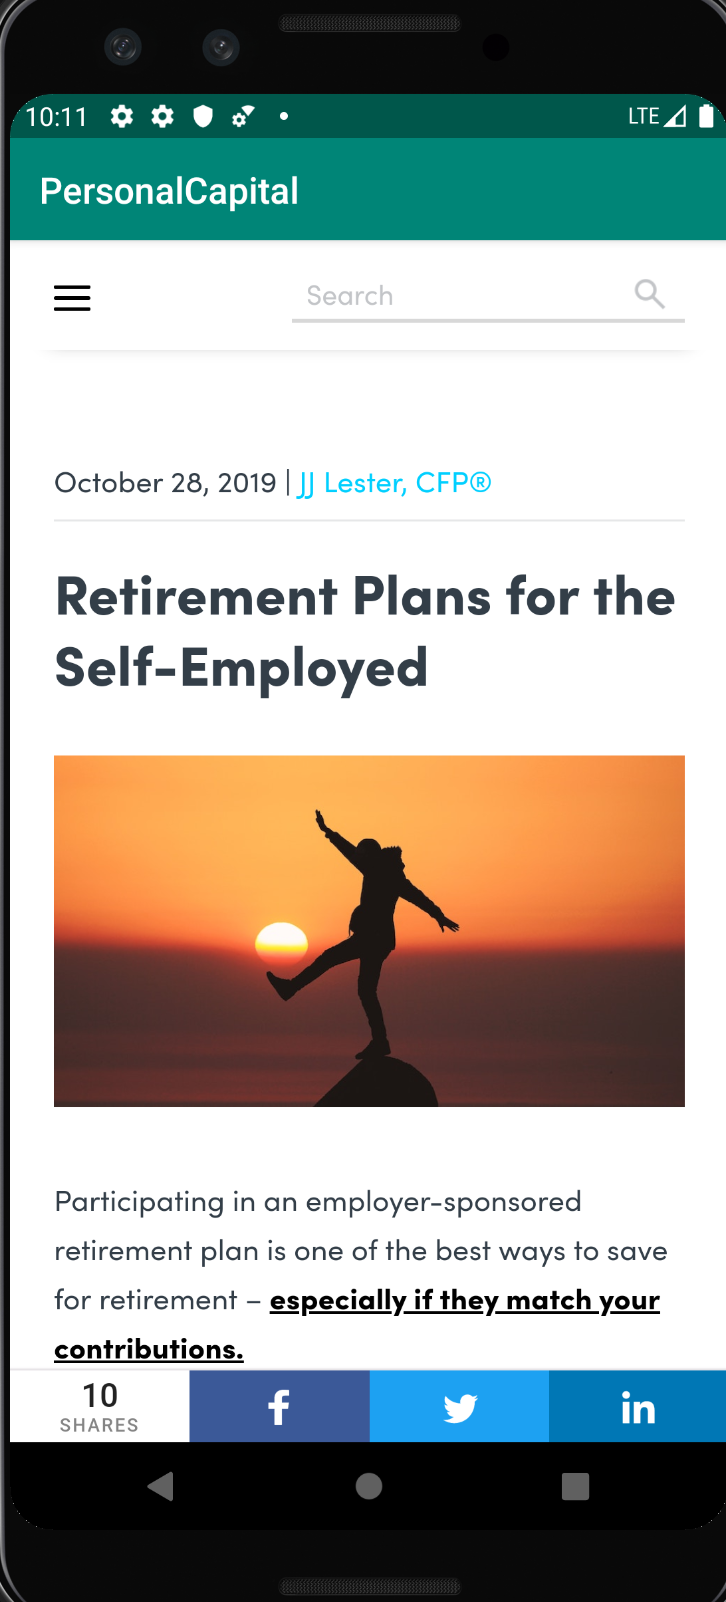 10:11 LTE
PersonalCapital
Search
October 28, 2019 | JJ Lester, CFP®
Retirement Plans for the
Self-Employed
Participating in an employer-sponsored
retirement plan is one of the best ways to save
for retirement – especially if they match your
contributions.
10
SHARES
f
in